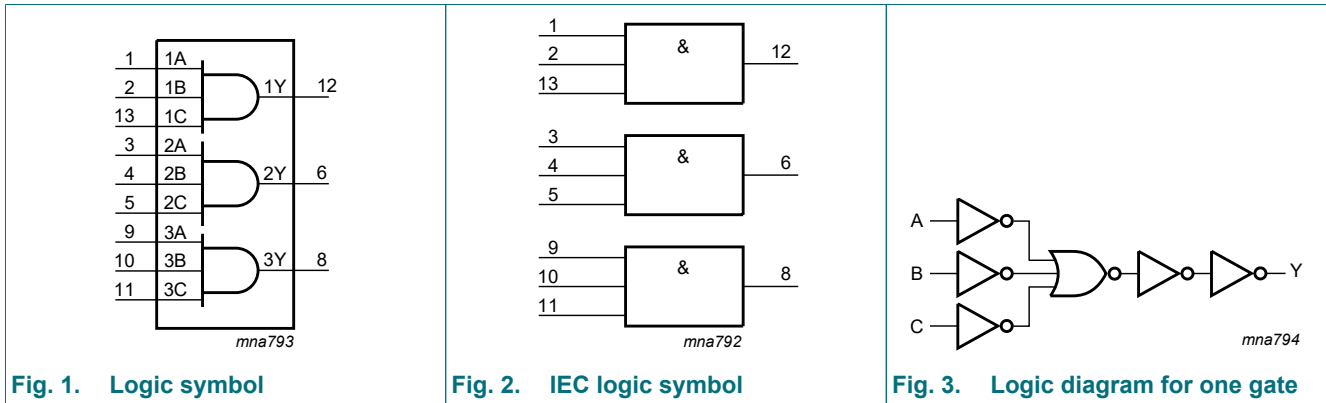 1 1A
2 1B 1Y 12
13 1C
3 2A
4 2B 2Y 6
5 2C
9 3A
10 3B 3Y 8
11 3C
mna793
Fig. 1. Logic symbol
1
2 & 12
13
3
4 & 6
5
9
10 & 8
11
mna792
Fig. 2. IEC logic symbol
A
B Y
C
mna794
Fig. 3. Logic diagram for one gate